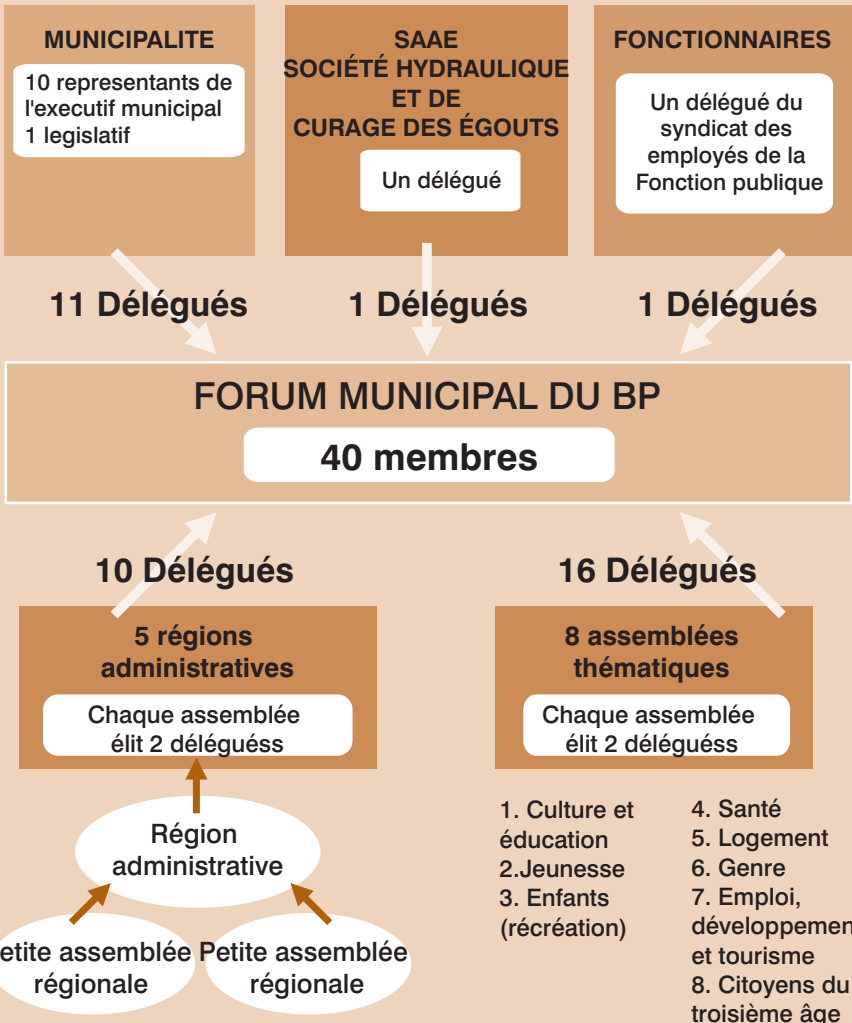 MUNICIPALITE
10 representants de
l'executif municipal
1 legislatif
SAAE
SOCIÉTÉ HYDRAULIQUE
ET DE
CURAGE DES ÉGOUTS
Un délégué
FONCTIONNAIRES
Un délégué du
syndicat des
employés de la
Fonction publique
11 Délégués
1 Délégués
1 Délégués
FORUM MUNICIPAL DU BP
40 membres
10 Délégués
16 Délégués
5 régions
administratives
Chaque assemblée
élit 2 déléguéss
8 assemblées
thématiques
Chaque assemblée
élit 2 déléguéss
Région
administrative
etite assemblée
régionale
Petite assemblée
régionale
1. Culture et
éducation
2.Jeunesse
3. Enfants
(récréation)
4. Santé
5. Logement
6. Genre
7. Emploi,
développemen
et tourisme
8. Citoyens du
troisième âge